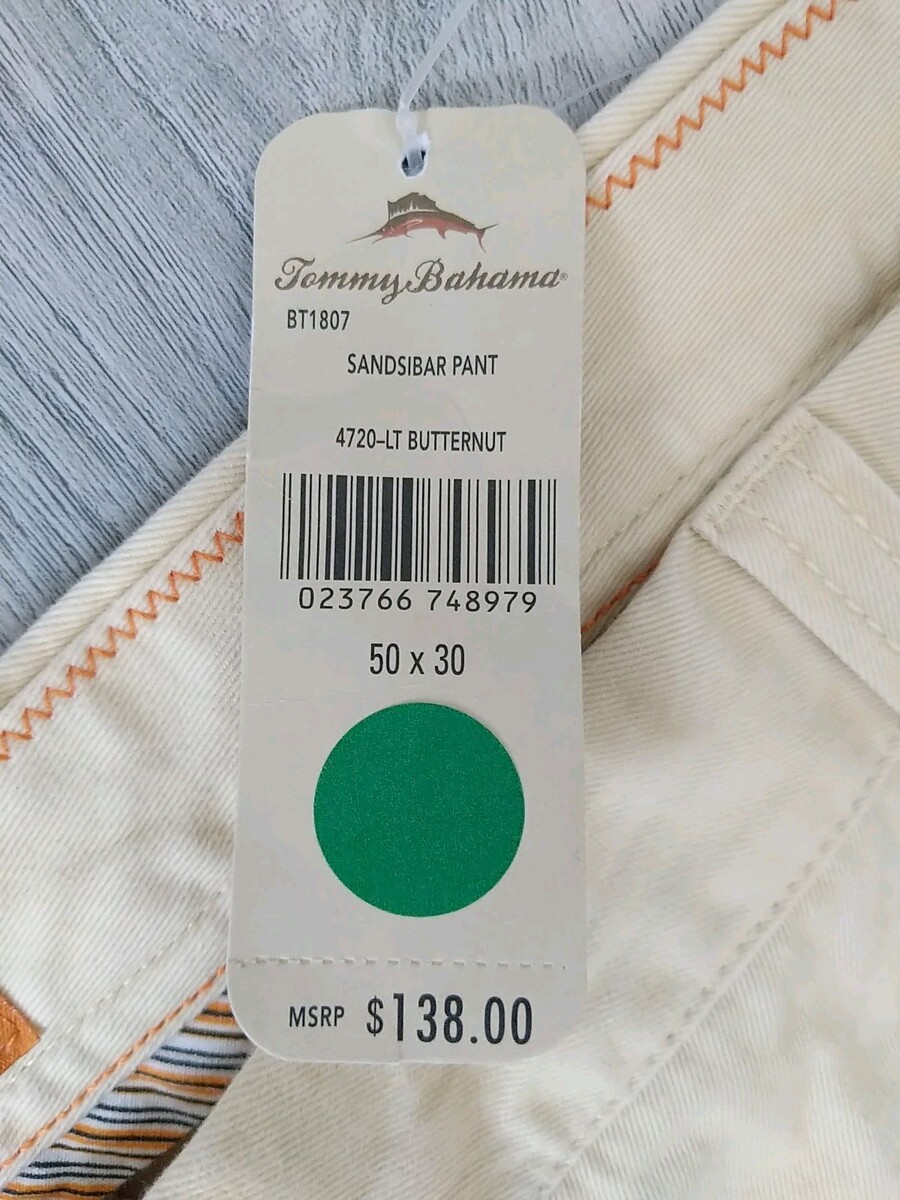 Tommy Bahama®
BT1807
SANDSIBAR PANT
4720-LT BUTTERNUT
023766 748979
50 x 30
MSRP $138.00